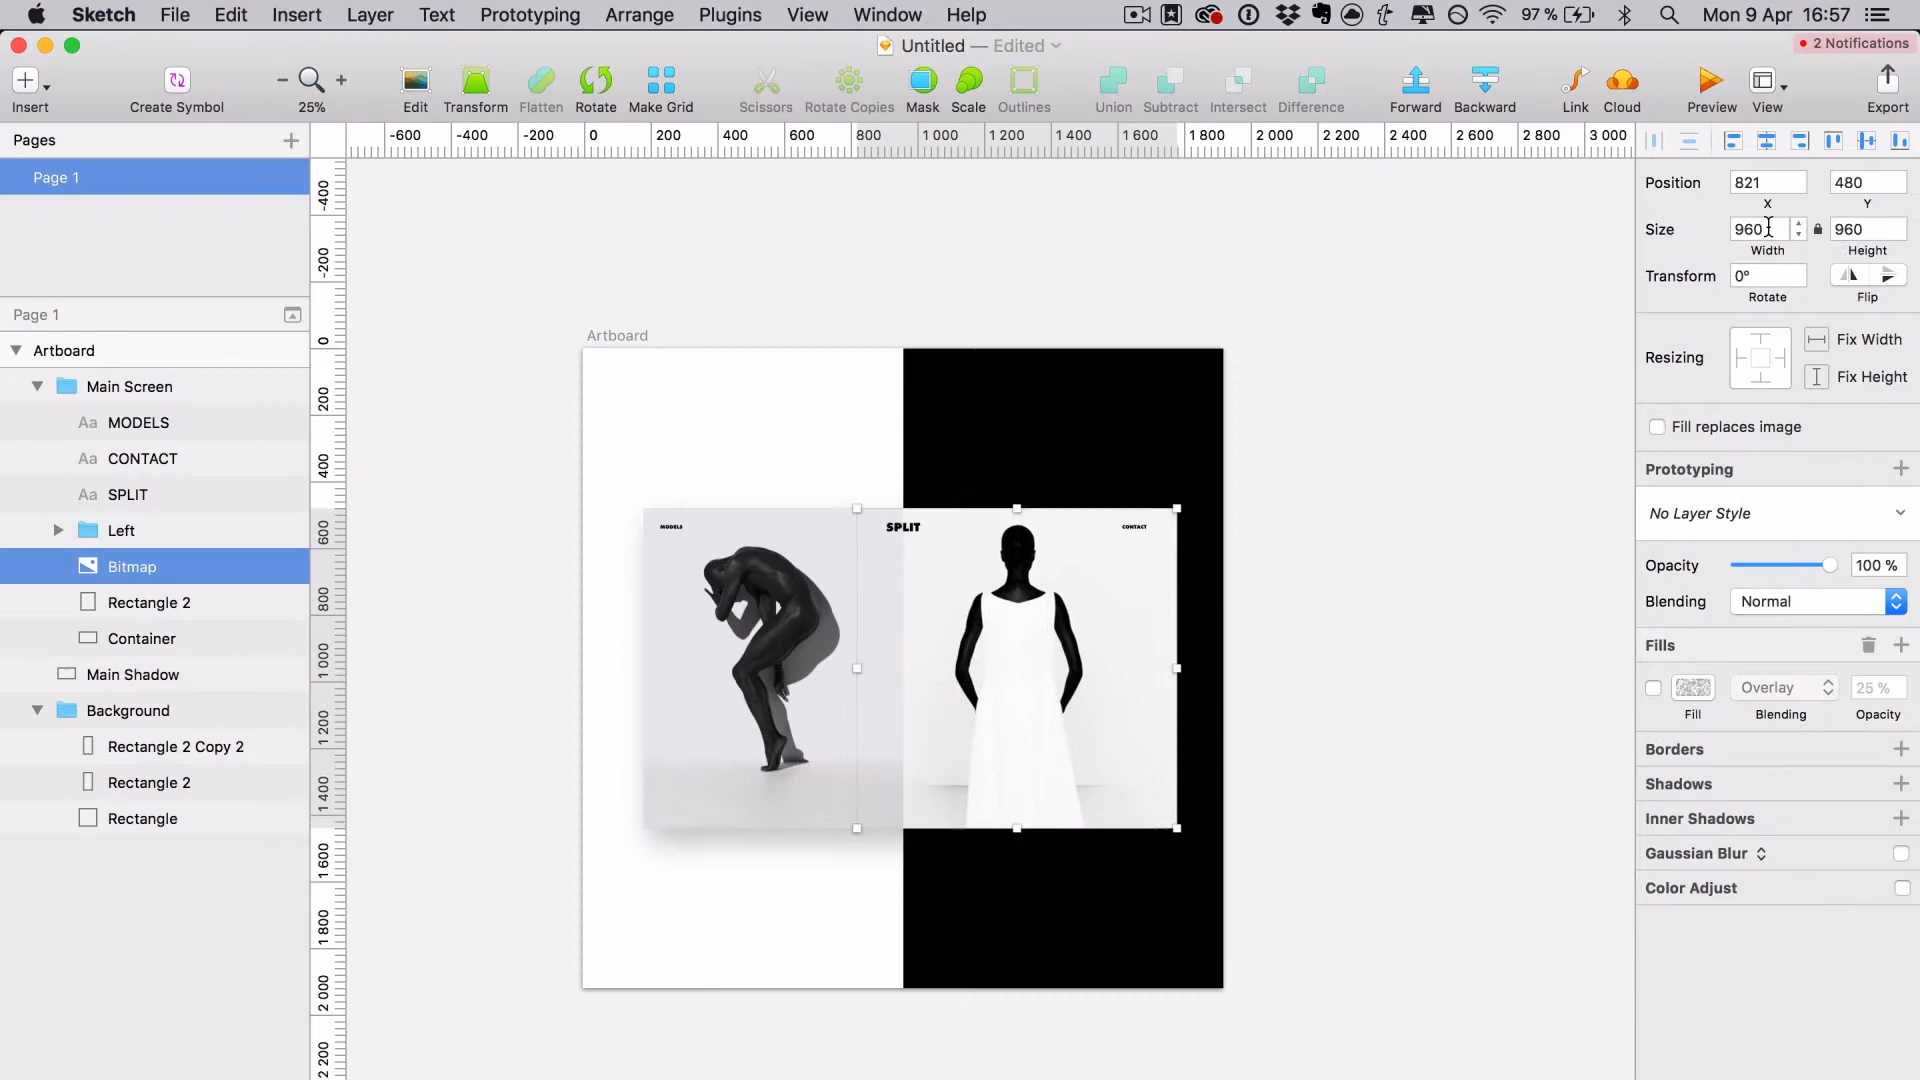 Sketch File Edit Insert Layer Text Prototyping Arrange Plugins View Window Help 97 % Mon 9 Apr 16:57
Untitled — Edited
2 Notifications
Insert Create Symbol 25% Edit Transform Flatten Rotate Make Grid Scissors Rotate Copies Mask Scale Outlines Union Subtract Intersect Difference Forward Backward Link Cloud Preview View Export
Pages
-600 -400 -200 0 200 400 600 800 1 000 1 200 1 400 1 600 1 800 2 000 2 200 2 400 2 600 2 800 3 000
Page 1
Page 1
Artboard
Main Screen
MODELS
CONTACT
SPLIT
Left
Bitmap
Rectangle 2
Container
Main Shadow
Background
Rectangle 2 Copy 2
Rectangle 2
Rectangle
-400
-200
0
200
400
600
800
1 000
1 200
1 400
1 600
1 800
2 000
2 200
Artboard
MODELS SPLIT CONTACT
Position 821 480
X Y
Size 960 960
Width Height
Transform 0°
Rotate Flip
Resizing
Fix Width
Fix Height
Fill replaces image
Prototyping
No Layer Style
Opacity 100 %
Blending Normal
Fills
Overlay 25 %
Fill Blending Opacity
Borders
Shadows
Inner Shadows
Gaussian Blur
Color Adjust